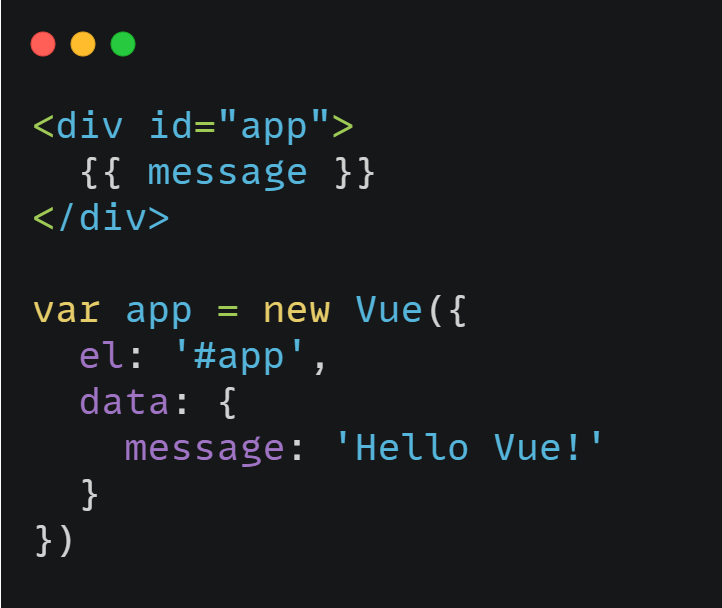 <div id="app">
  {{ message }}
</div>

var app = new Vue({
  el: '#app',
  data: {
    message: 'Hello Vue!'
  }
})